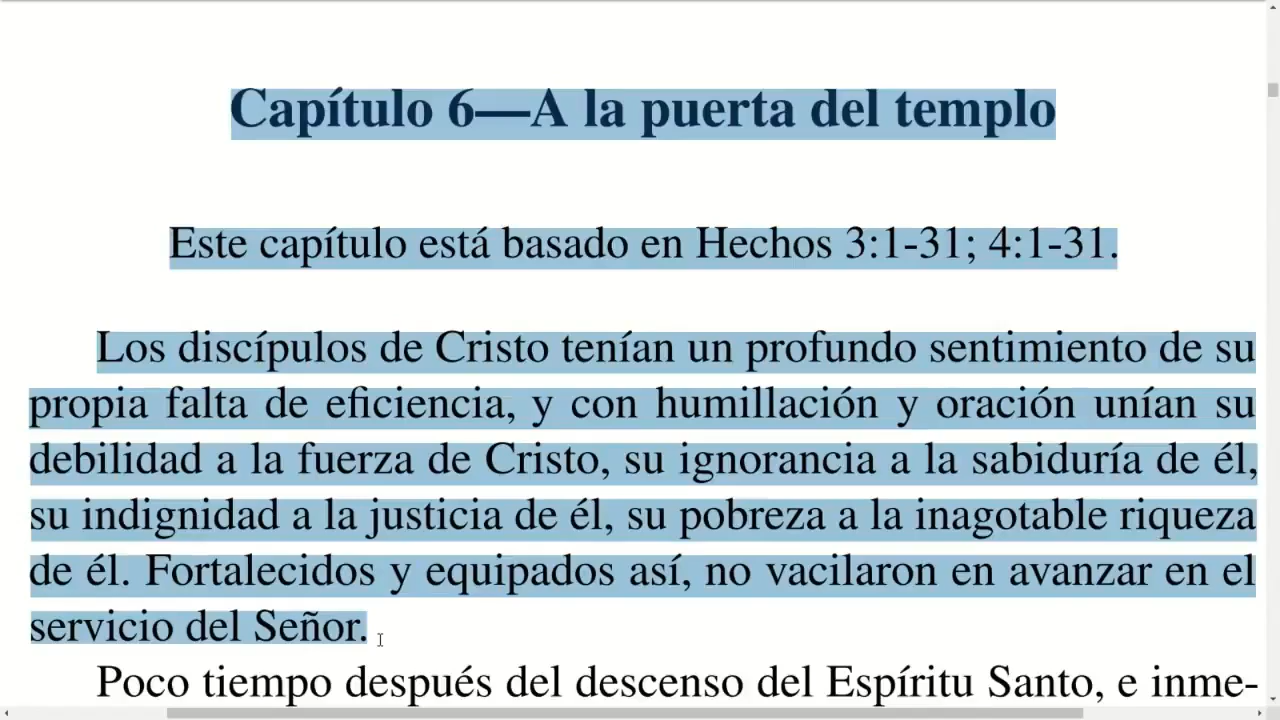 Capítulo 6—A la puerta del templo
Este capítulo está basado en Hechos 3:1-31; 4:1-31.
Los discípulos de Cristo tenían un profundo sentimiento de su
propia falta de eficiencia, y con humillación y oración unían su
debilidad a la fuerza de Cristo, su ignorancia a la sabiduría de él,
su indignidad a la justicia de él, su pobreza a la inagotable riqueza
de él. Fortalecidos y equipados así, no vacilaron en avanzar en el
servicio del Señor.
Poco tiempo después del descenso del Espíritu Santo, e inme-